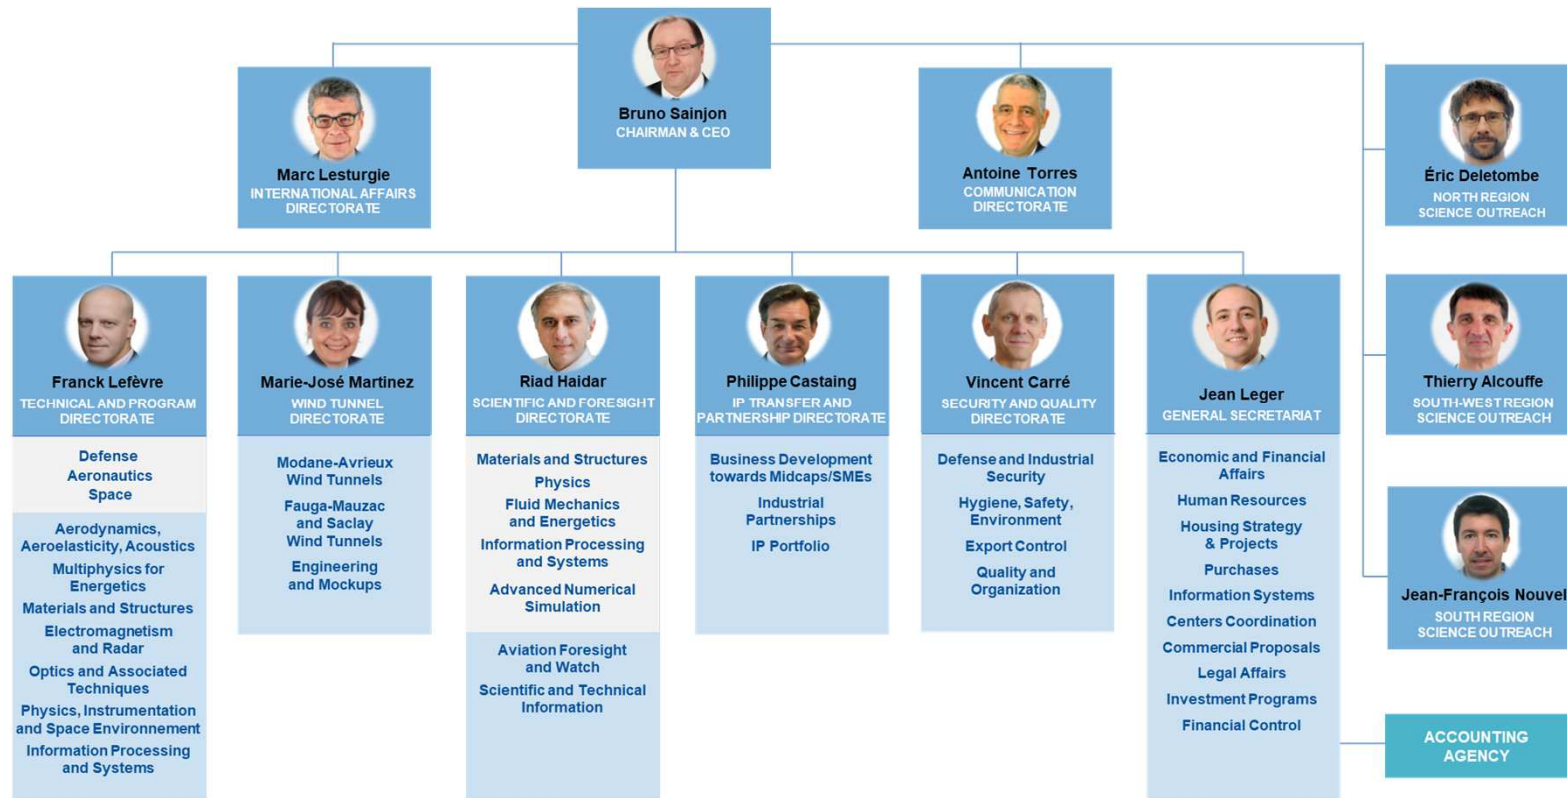 Bruno Sainjon
CHAIRMAN & CEO
Marc Lesturgie
INTERNATIONAL AFFAIRS
DIRECTORATE
Antoine Torres
COMMUNICATION
DIRECTORATE
Éric Deletombe
NORTH REGION
SCIENCE OUTREACH
Thierry Alcouffe
SOUTH-WEST REGION
SCIENCE OUTREACH
Jean-François Nouvel
SOUTH REGION
SCIENCE OUTREACH
Franck Lefèvre
TECHNICAL AND PROGRAM
DIRECTORATE
Defense
Aeronautics
Space
Aerodynamics,
Aeroelasticity, Acoustics
Multiphysics for
Energetics
Materials and Structures
Electromagnetism
and Radar
Optics and Associated
Techniques
Physics, Instrumentation
and Space Environnement
Information Processing
and Systems
Marie-José Martinez
WIND TUNNEL
DIRECTORATE
Modane-Avrieux
Wind Tunnels
Fauga-Mauzac
and Saclay
Wind Tunnels
Engineering
and Mockups
Riad Haidar
SCIENTIFIC AND FORESIGHT
DIRECTORATE
Materials and Structures
Physics
Fluid Mechanics
and Energetics
Information Processing
and Systems
Advanced Numerical
Simulation
Aviation Foresight
and Watch
Scientific and Technical
Information
Philippe Castaing
IP TRANSFER AND
PARTNERSHIP DIRECTORATE
Business Development
towards Midcaps/SMEs
Industrial
Partnerships
IP Portfolio
Vincent Carré
SECURITY AND QUALITY
DIRECTORATE
Defense and Industrial
Security
Hygiene, Safety,
Environment
Export Control
Quality and
Organization
Jean Leger
GENERAL SECRETARIAT
Economic and Financial
Affairs
Human Resources
Housing Strategy
& Projects
Purchases
Information Systems
Centers Coordination
Commercial Proposals
Legal Affairs
Investment Programs
Financial Control
ACCOUNTING
AGENCY